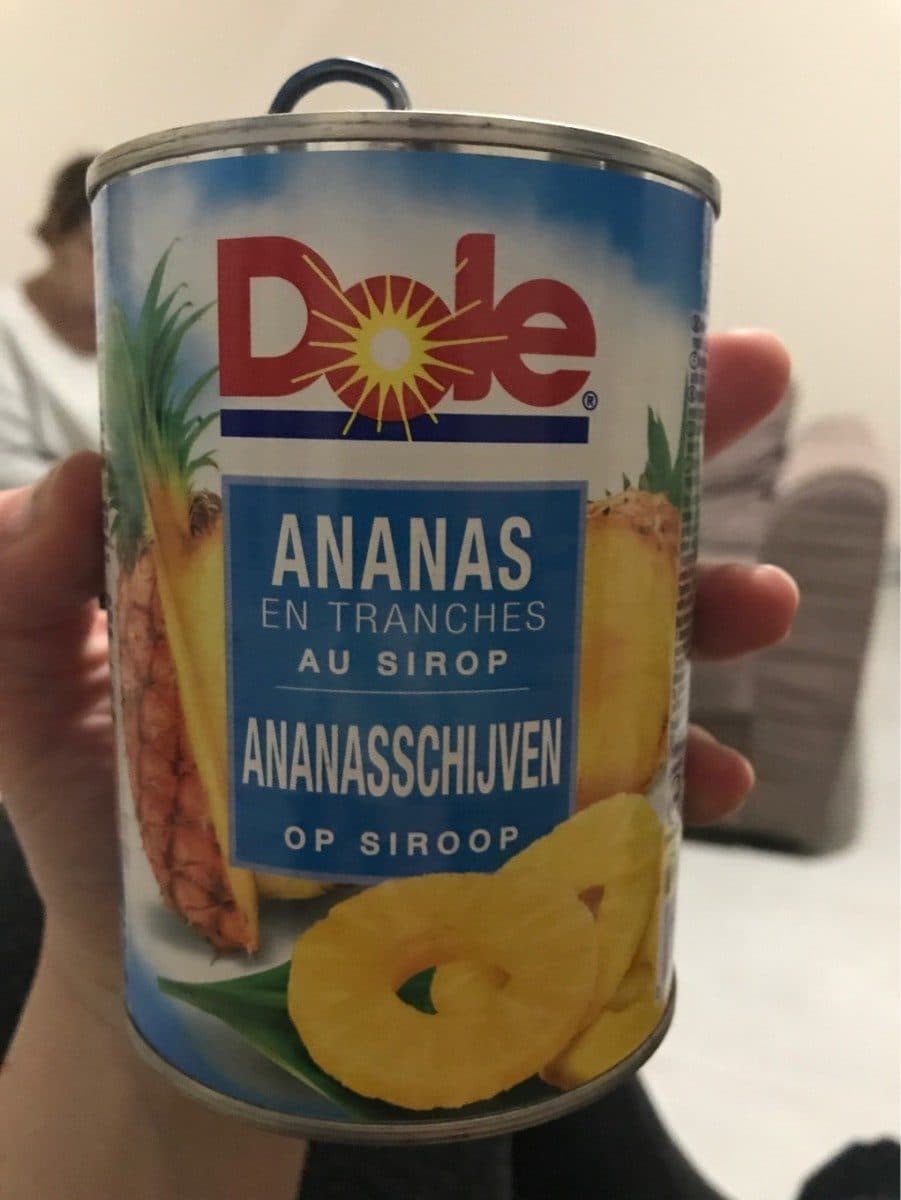 Dole®
ANANAS
EN TRANCHES
AU SIROP
ANANASSCHIJVEN
OP SIROOP